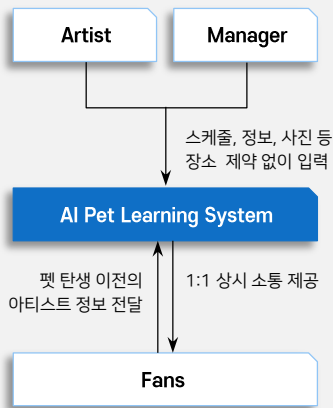 Artist
Manager
스케줄, 정보, 사진 등
장소 제약 없이 입력
AI Pet Learning System
펫 탄생 이전의
아티스트 정보 전달
1:1 상시 소통 제공
Fans